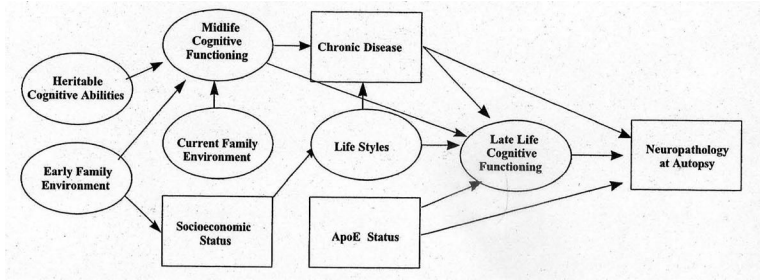 Midlife
Cognitive
Functioning
Chronic Disease
Heritable
Cognitive Abilities
Current Family
Environment
Life Styles
Late Life
Cognitive
Functioning
Neuropathology
at Autopsy
Early Family
Environment
Socioeconomic
Status
ApoE Status